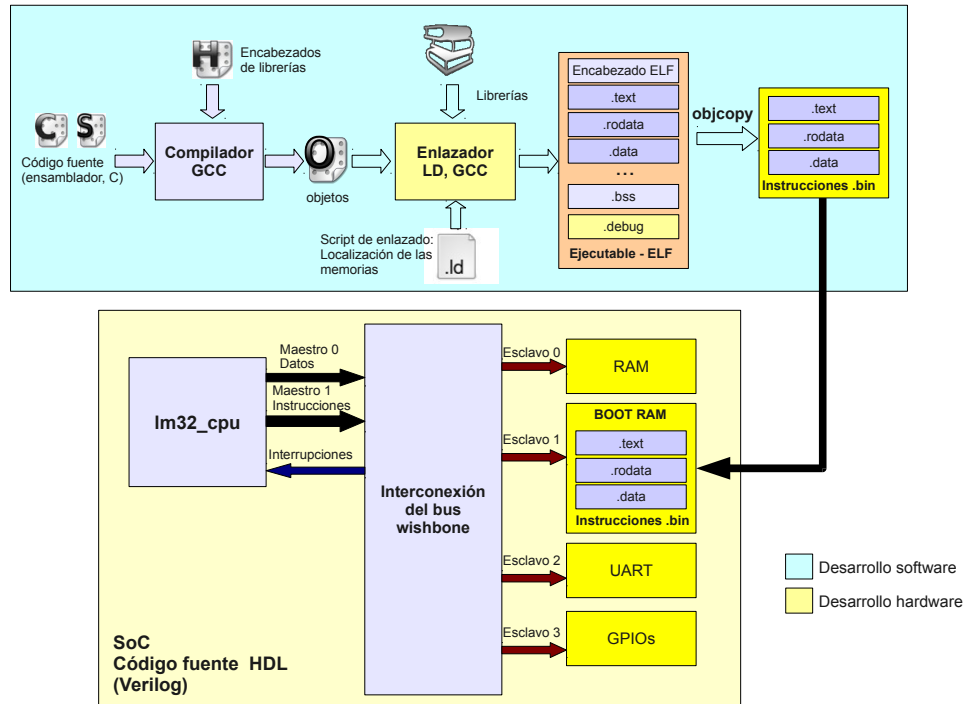 H
Encabezados
de librerías
C
S
Código fuente
(ensamblador, C)
Compilador
GCC
O
objetos
Librerías
Enlazador
LD, GCC
Script de enlazado:
Localización de las
memorias
.ld
Encabezado ELF
.text
.rodata
.data
...
.bss
.debug
Ejecutable - ELF
objcopy
.text
.rodata
.data
Instrucciones .bin
lm32_cpu
Maestro 0
Datos
Maestro 1
Instrucciones
Interrupciones
Interconexión
del bus
wishbone
Esclavo 0
RAM
Esclavo 1
BOOT RAM
.text
.rodata
.data
Instrucciones .bin
Esclavo 2
UART
Esclavo 3
GPIOs
SoC
Código fuente HDL
(Verilog)
Desarrollo software
Desarrollo hardware